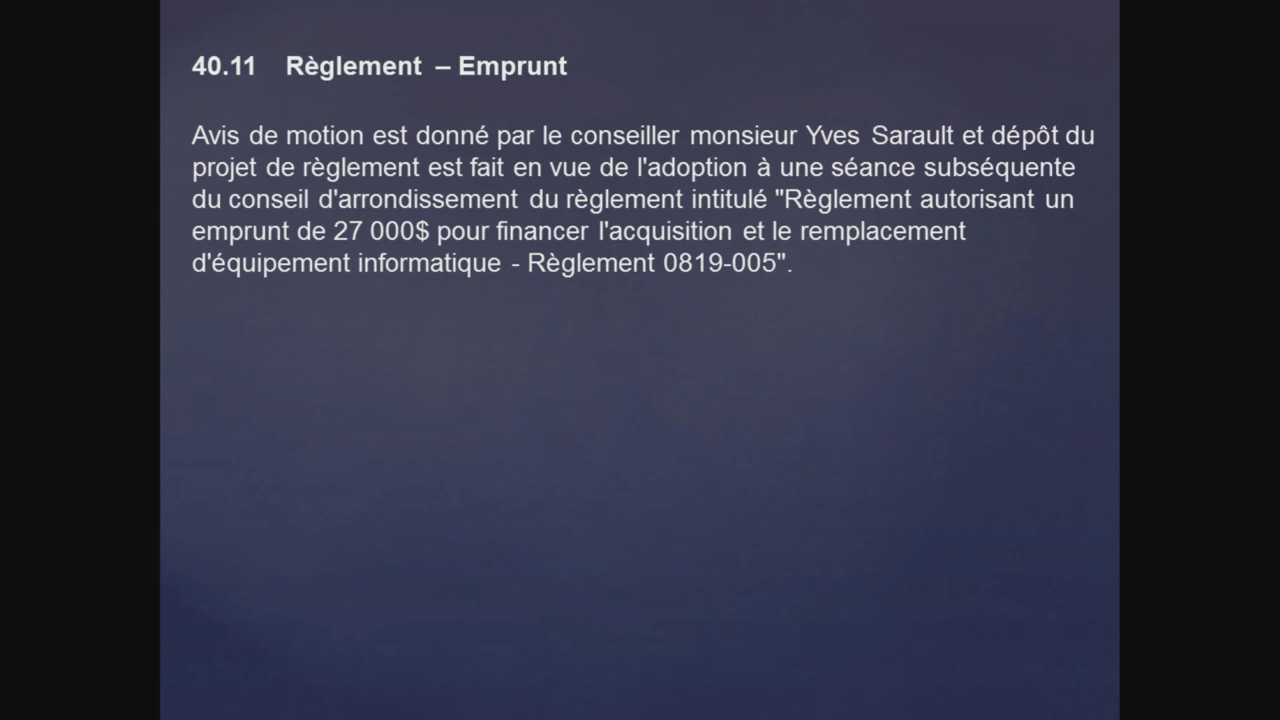 40.11 Règlement – Emprunt
Avis de motion est donné par le conseiller monsieur Yves Sarault et dépôt du
projet de règlement est fait en vue de l'adoption à une séance subséquente
du conseil d'arrondissement du règlement intitulé "Règlement autorisant un
emprunt de 27 000$ pour financer l'acquisition et le remplacement
d'équipement informatique - Règlement 0819-005".